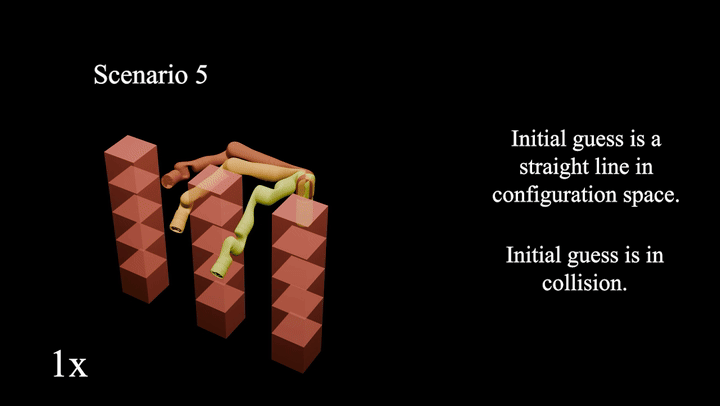 Scenario 5
Initial guess is a
straight line in
configuration space.
Initial guess is in
collision.
1x